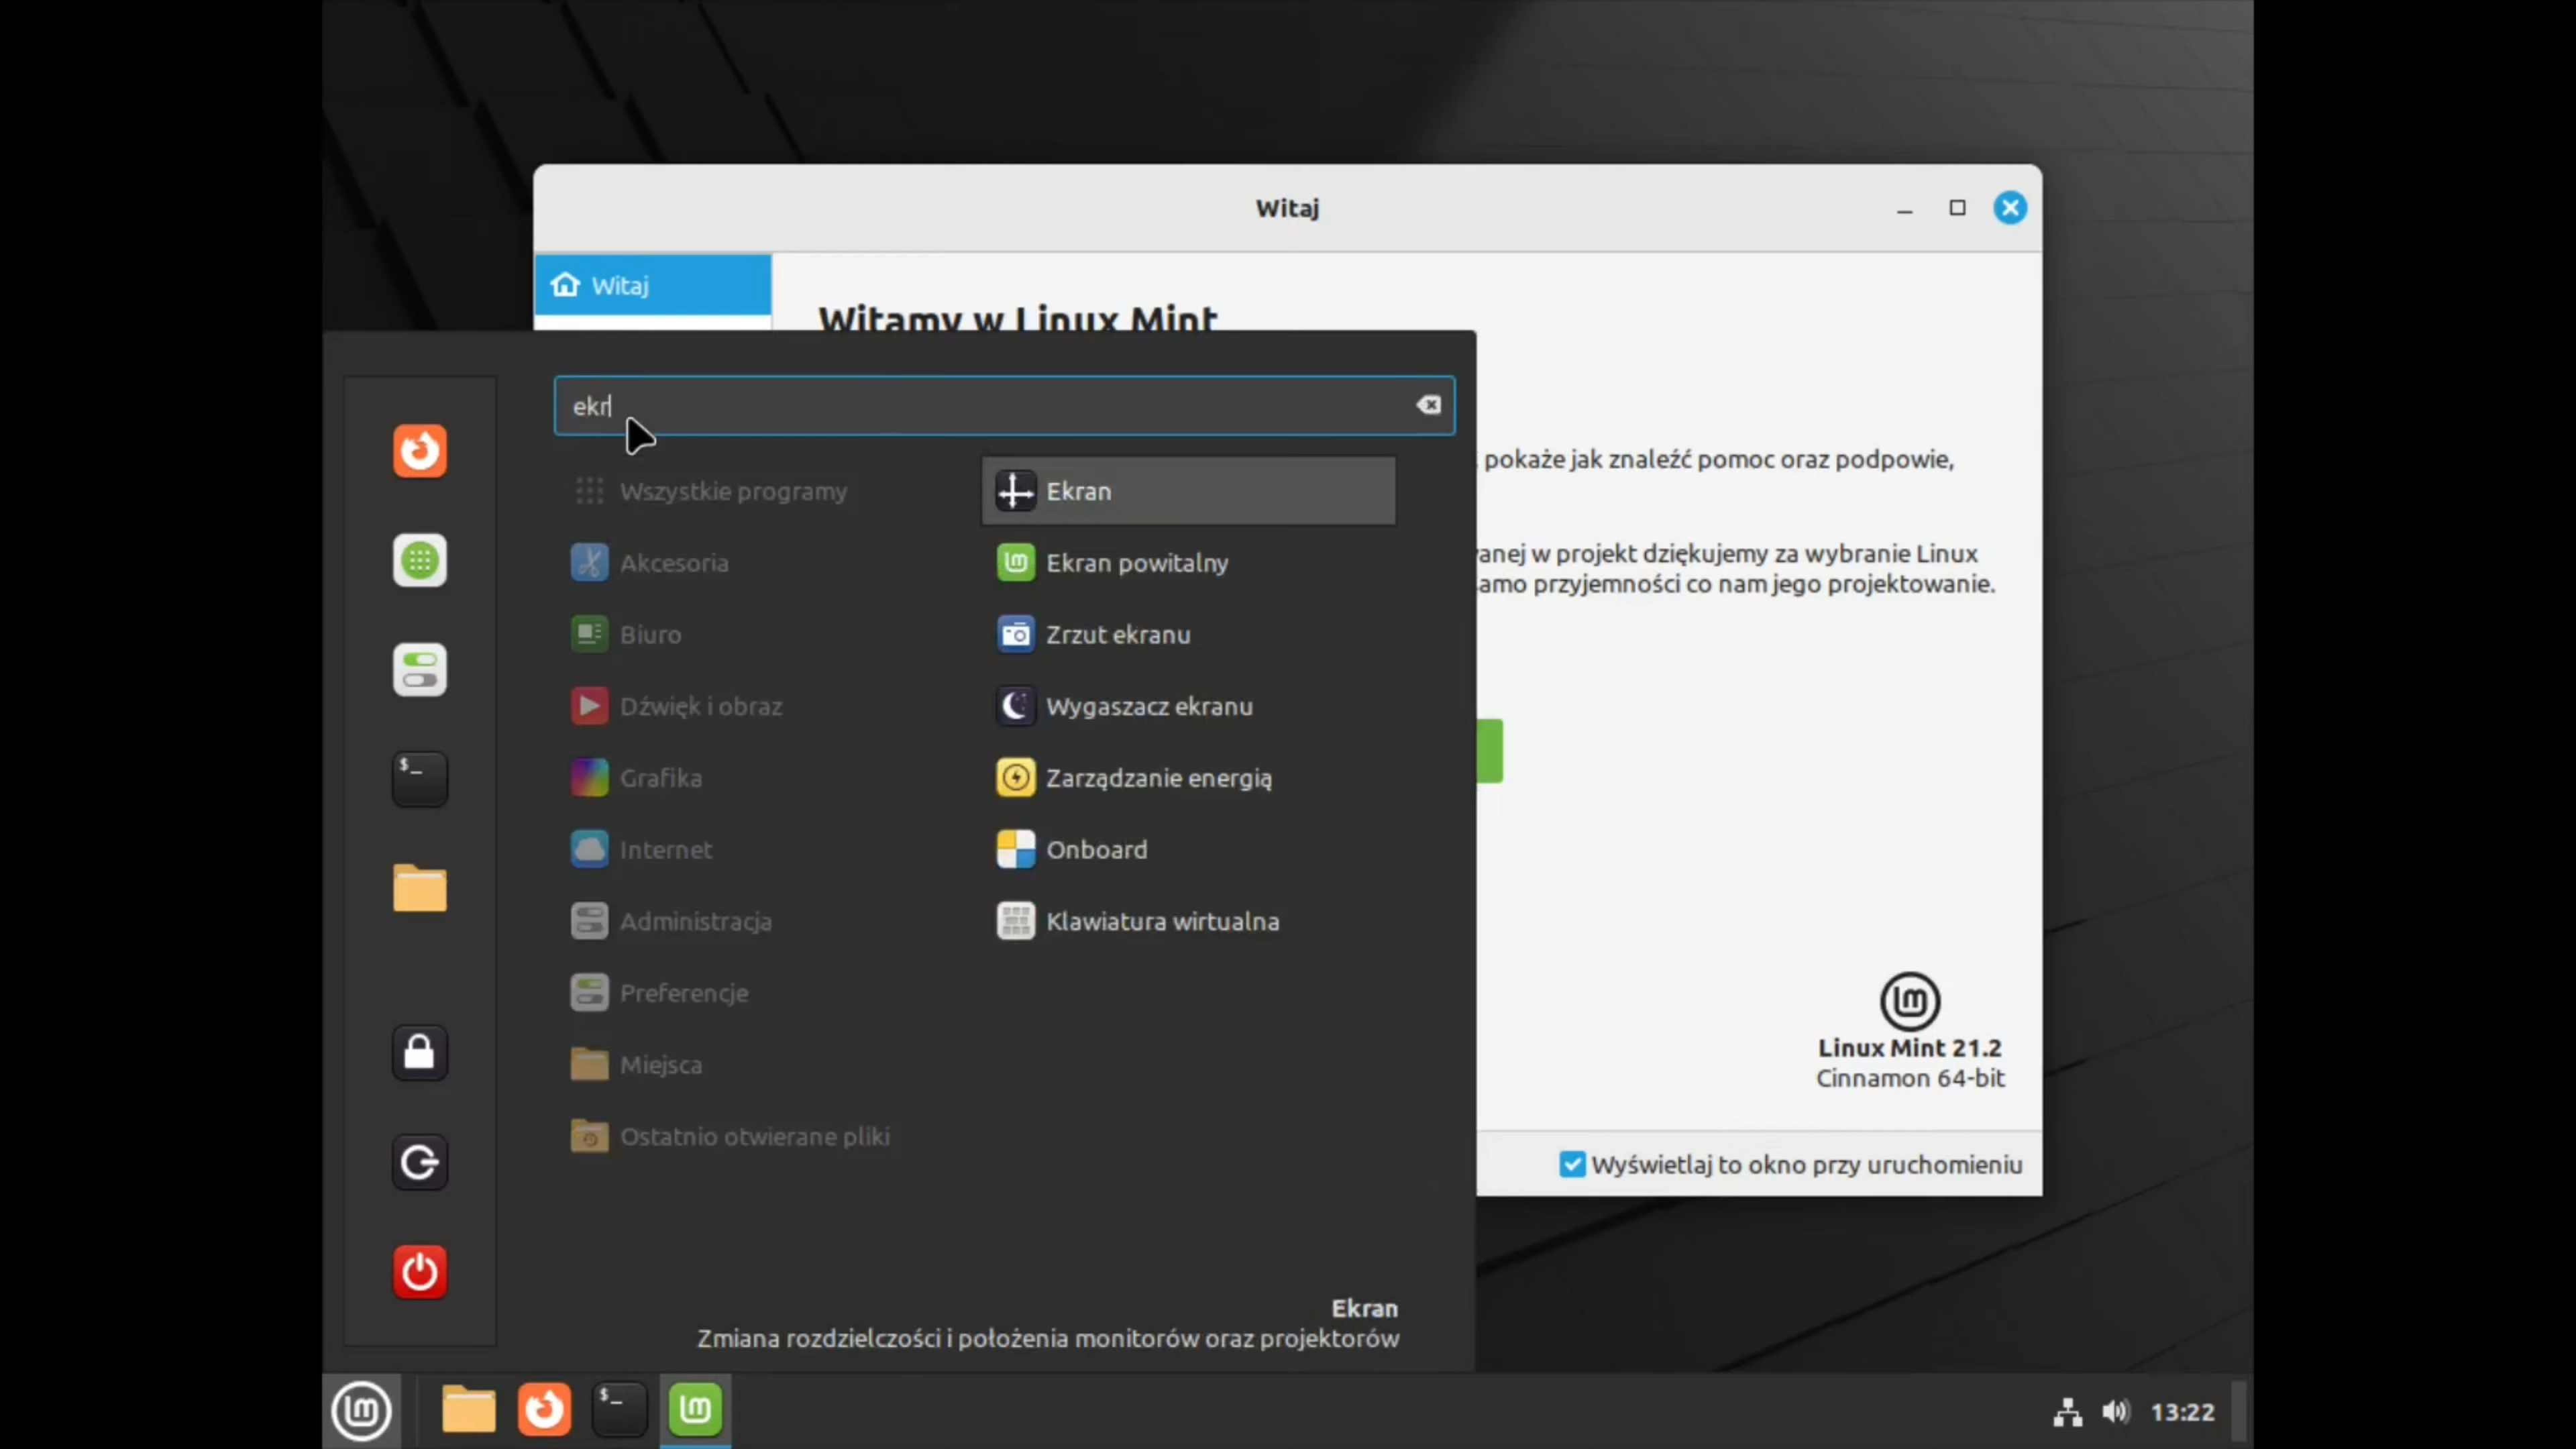 Witaj
Witaj
Witamy w Linux Mint
ekr
pokaże jak znaleźć pomoc oraz podpowie,
w projekt dziękujemy za wybranie Linux
przyjemności co nam jego projektowanie.
Wszystkie programy
Akcesoria
Biuro
Dźwięk i obraz
Grafika
Internet
Administracja
Preferencje
Miejsca
Ostatnio otwierane pliki
Ekran
Ekran powitalny
Zrzut ekranu
Wygaszacz ekranu
Zarządzanie energią
Onboard
Klawiatura wirtualna
Linux Mint 21.2
Cinnamon 64-bit
Wyświetlaj to okno przy uruchomieniu
Ekran
Zmiana rozdzielczości i położenia monitorów oraz projektorów
13:22